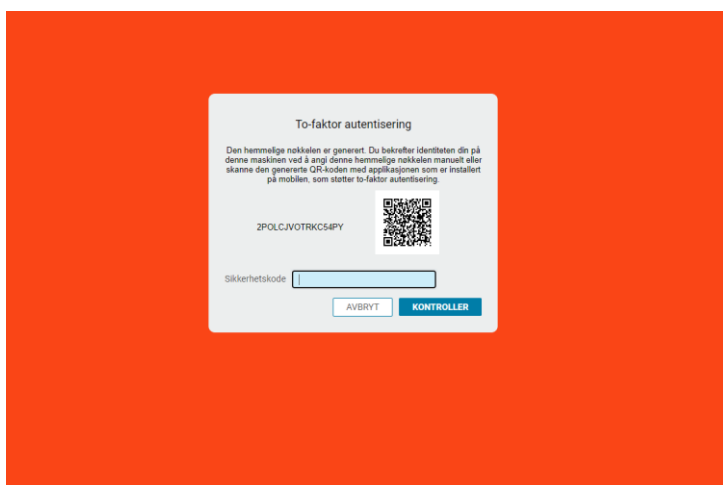 To-faktor autentisering
Den hemmelige nøkkelen er generert. Du bekrefter identiteten din på
denne maskinen ved å angi denne hemmelige nøkkelen manuelt eller
skanne den genererte QR-koden med applikasjonen som er installert
på mobilen, som støtter to-faktor autentisering.
2POLCJVOTRKC54PY
Sikkerhetskode
AVBRYT KONTROLLER